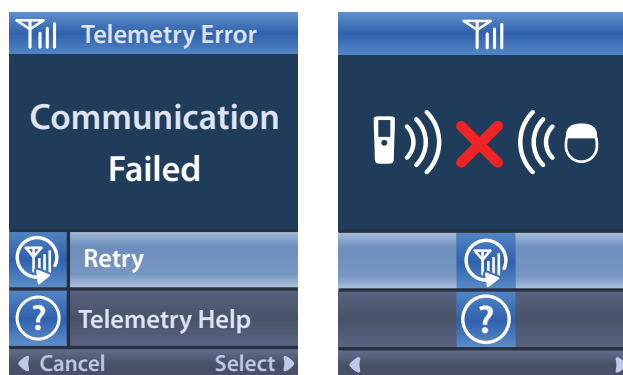 Telemetry Error
Communication
Failed
Retry
? Telemetry Help
Cancel Select
?